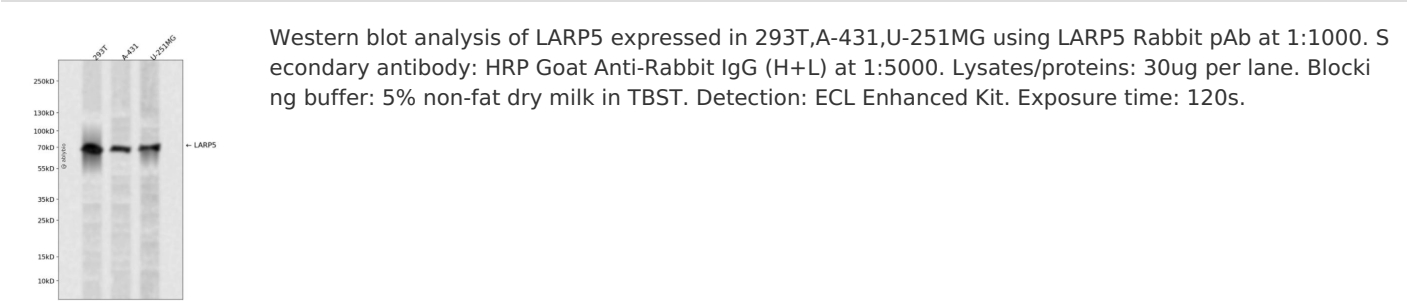 293T
A-431
U-251MG
250kD
130kD
100kD
70kD
← LARP5
55kD
@ abyntic
35kD
25kD
15kD
10kD
Western blot analysis of LARP5 expressed in 293T,A-431,U-251MG using LARP5 Rabbit pAb at 1:1000. S
econdary antibody: HRP Goat Anti-Rabbit IgG (H+L) at 1:5000. Lysates/proteins: 30ug per lane. Blocki
ng buffer: 5% non-fat dry milk in TBST. Detection: ECL Enhanced Kit. Exposure time: 120s.